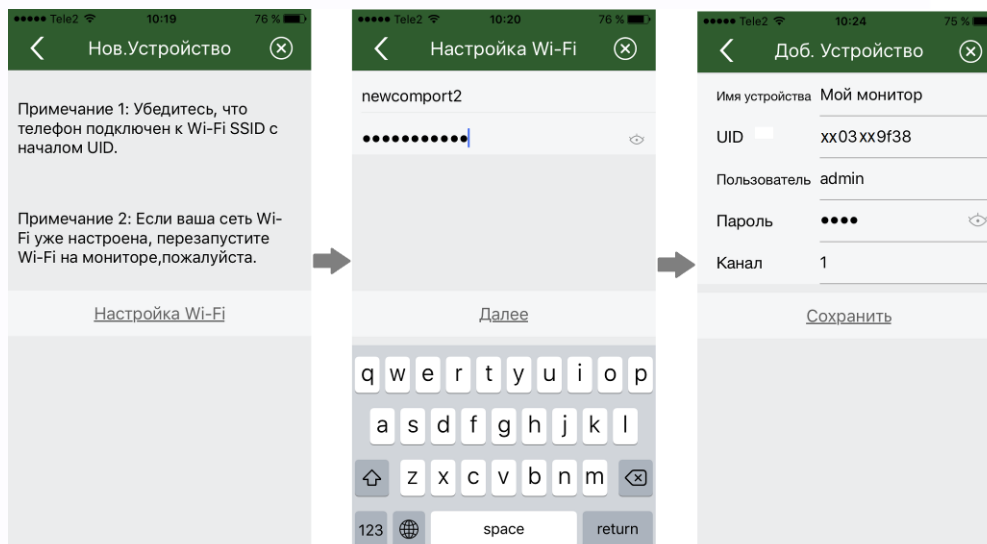 Tele2 10:19 76 %
Нов.Устройство
Примечание 1: Убедитесь, что
телефон подключен к Wi-Fi SSID с
началом UID.
Примечание 2: Если ваша сеть Wi-
Fi уже настроена, перезапустите
Wi-Fi на мониторе,пожалуйста.
Настройка Wi-Fi
Tele2 10:20 76 %
Настройка Wi-Fi
newcomport2
•••••••••••
Далее
q w e r t y u i o p
a s d f g h j k l
z x c v b n m
123 space return
Tele2 10:24 75 %
Доб. Устройство
Имя устройства Мой монитор
UID xx03xx9f38
Пользователь admin
Пароль ••••
Канал 1
Сохранить